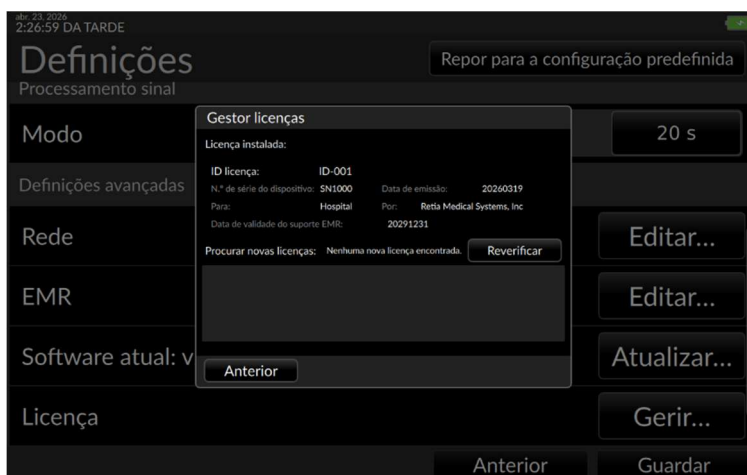 abr. 23, 2026
2:26:59 DA TARDE
Definições
Repor para a configuração predefinida
Processamento sinal
Modo
20 s
Definições avançadas
Rede
Editar...
EMR
Editar...
Software atual: v
Atualizar...
Licença
Gerir...
Anterior
Guardar
Gestor licenças
Licença instalada:
ID licença: ID-001
N.º de série do dispositivo: SN1000 Data de emissão: 20260319
Para: Hospital Por: Retia Medical Systems, Inc
Data de validade do suporte EMR: 20291231
Procurar novas licenças: Nenhuma nova licença encontrada. Reverificar
Anterior